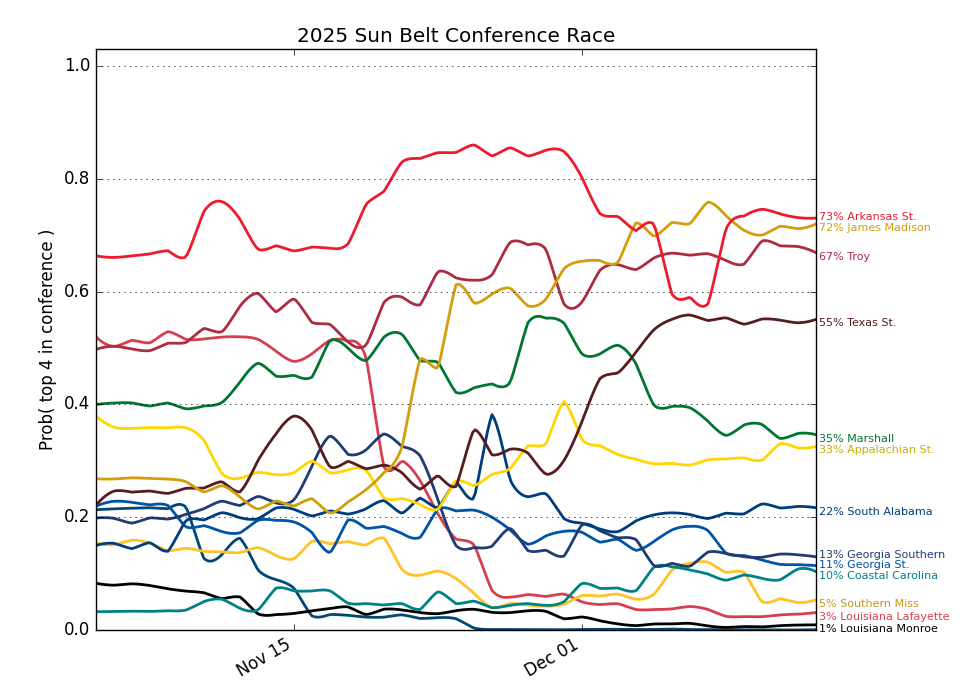 2025 Sun Belt Conference Race
Prob( top 4 in conference )
1.0
0.8
0.6
0.4
0.2
0.0
Nov 15
Dec 01
73% Arkansas St.
72% James Madison
67% Troy
55% Texas St.
35% Marshall
33% Appalachian St.
22% South Alabama
13% Georgia Southern
11% Georgia St.
10% Coastal Carolina
5% Southern Miss
3% Louisiana Lafayette
1% Louisiana Monroe